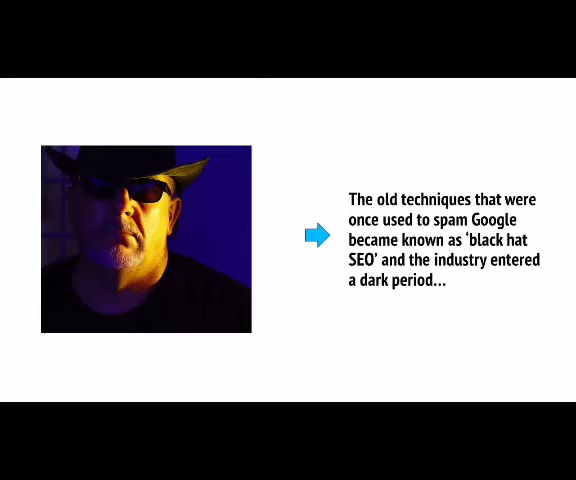 The old techniques that were
once used to spam Google
became known as ‘black hat
SEO’ and the industry entered
a dark period...